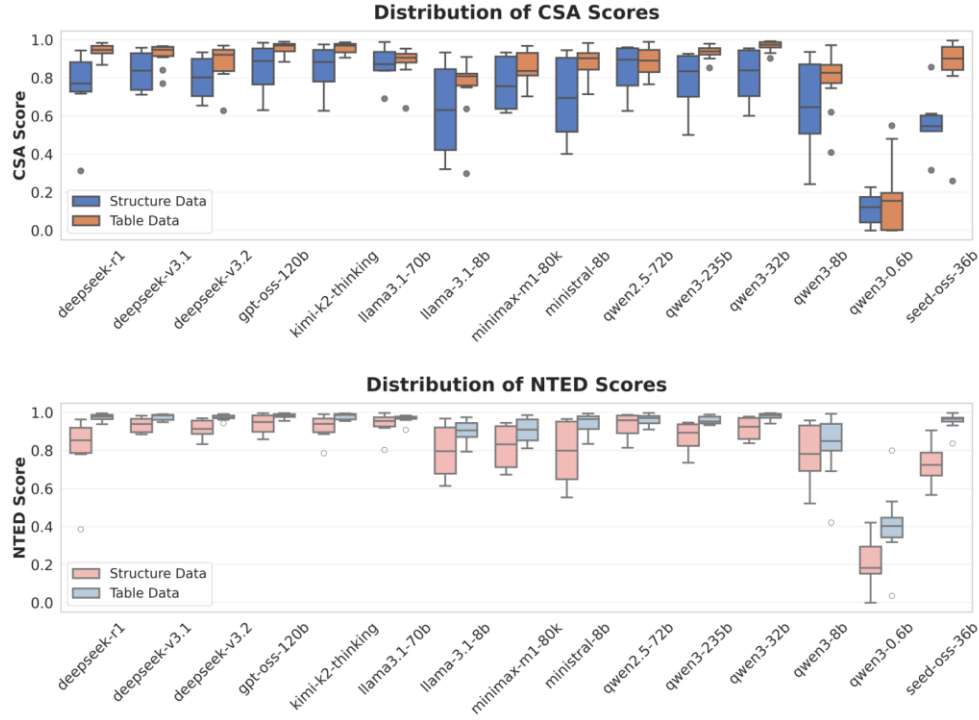 Distribution of CSA Scores
CSA Score
1.0
0.8
0.6
0.4
0.2
0.0
Structure Data
Table Data
deepseek-r1
deepseek-v3.1
deepseek-v3.2
gpt-oss-120b
kimi-k2-thinking
llama3.1-70b
llama-3.1-8b
minimax-m1-80k
ministral-8b
qwen2.5-72b
qwen3-235b
qwen3-32b
qwen3-8b
qwen3-0.6b
seed-oss-36b
Distribution of NTED Scores
NTED Score
1.0
0.8
0.6
0.4
0.2
0.0
Structure Data
Table Data
deepseek-r1
deepseek-v3.1
deepseek-v3.2
gpt-oss-120b
kimi-k2-thinking
llama3.1-70b
llama-3.1-8b
minimax-m1-80k
ministral-8b
qwen2.5-72b
qwen3-235b
qwen3-32b
qwen3-8b
qwen3-0.6b
seed-oss-36b